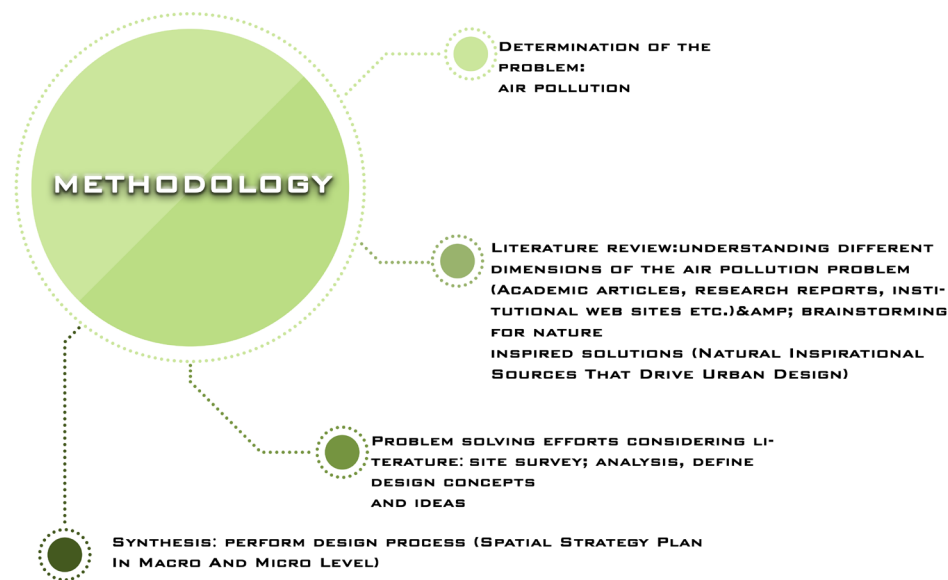 METHODOLOGY
DETERMINATION OF THE
PROBLEM:
AIR POLLUTION
LITERATURE REVIEW:UNDERSTANDING DIFFERENT
DIMENSIONS OF THE AIR POLLUTION PROBLEM
(ACADEMIC ARTICLES, RESEARCH REPORTS, INSTI-
TUTIONAL WEB SITES ETC.)&AMP; BRAINSTORMING
FOR NATURE
INSPIRED SOLUTIONS (NATURAL INSPIRATIONAL
SOURCES THAT DRIVE URBAN DESIGN)
PROBLEM SOLVING EFFORTS CONSIDERING LI-
TERATURE: SITE SURVEY; ANALYSIS, DEFINE
DESIGN CONCEPTS
AND IDEAS
SYNTHESIS: PERFORM DESIGN PROCESS (SPATIAL STRATEGY PLAN
IN MACRO AND MICRO LEVEL)